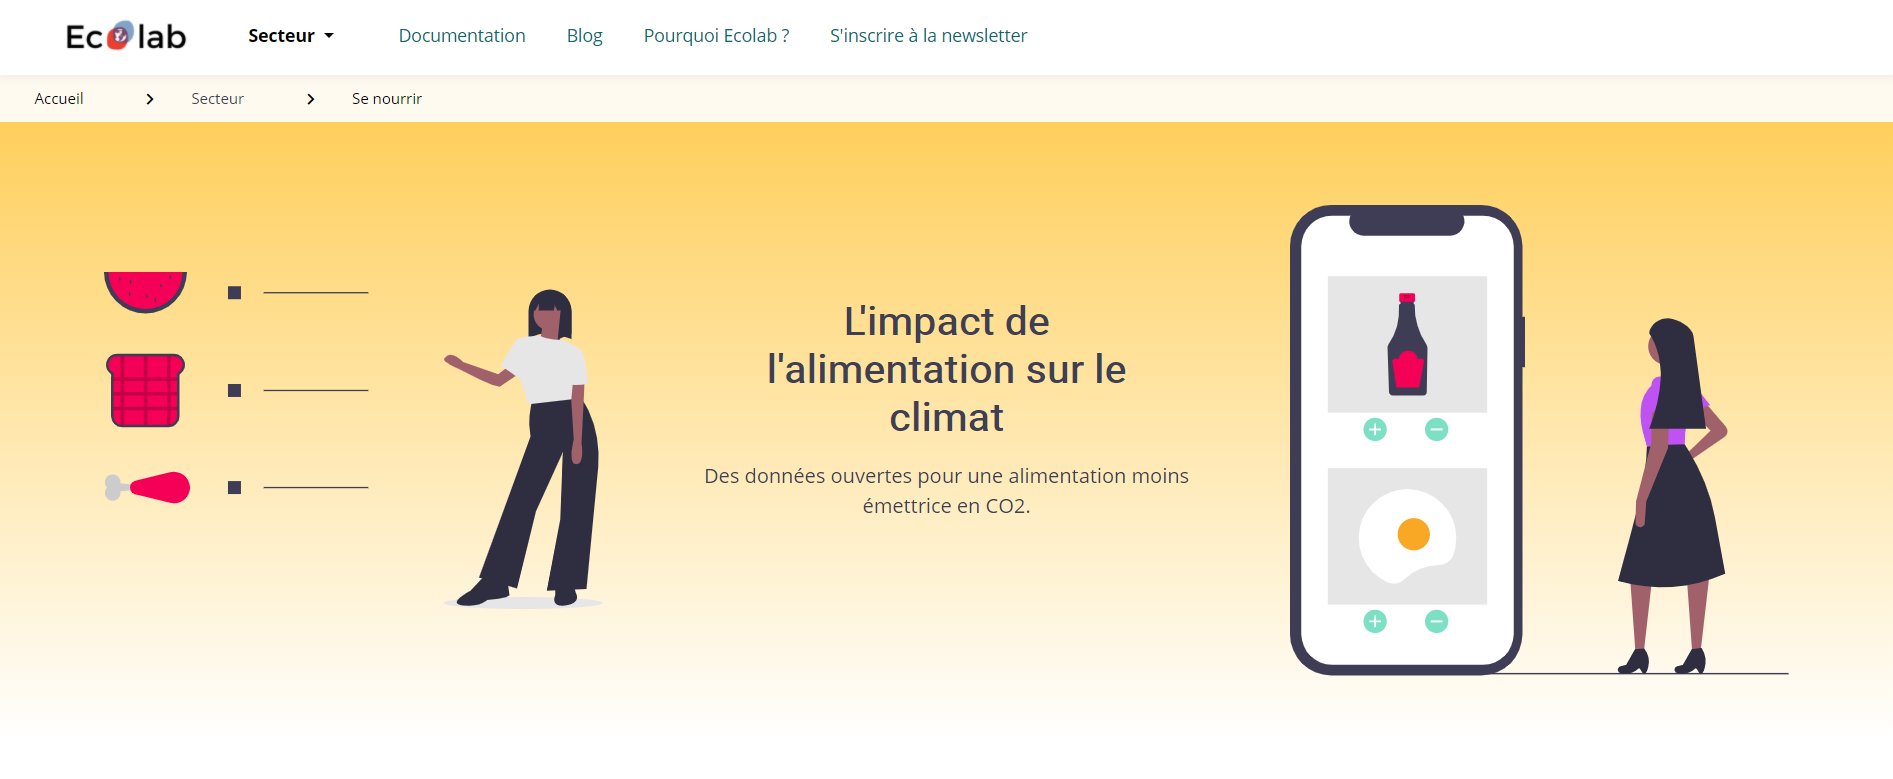 Ecolab
Secteur
Documentation
Blog
Pourquoi Ecolab ?
S'inscrire à la newsletter
Accueil
Secteur
Se nourrir
L'impact de
l'alimentation sur le
climat
Des données ouvertes pour une alimentation moins
émettrice en CO2.